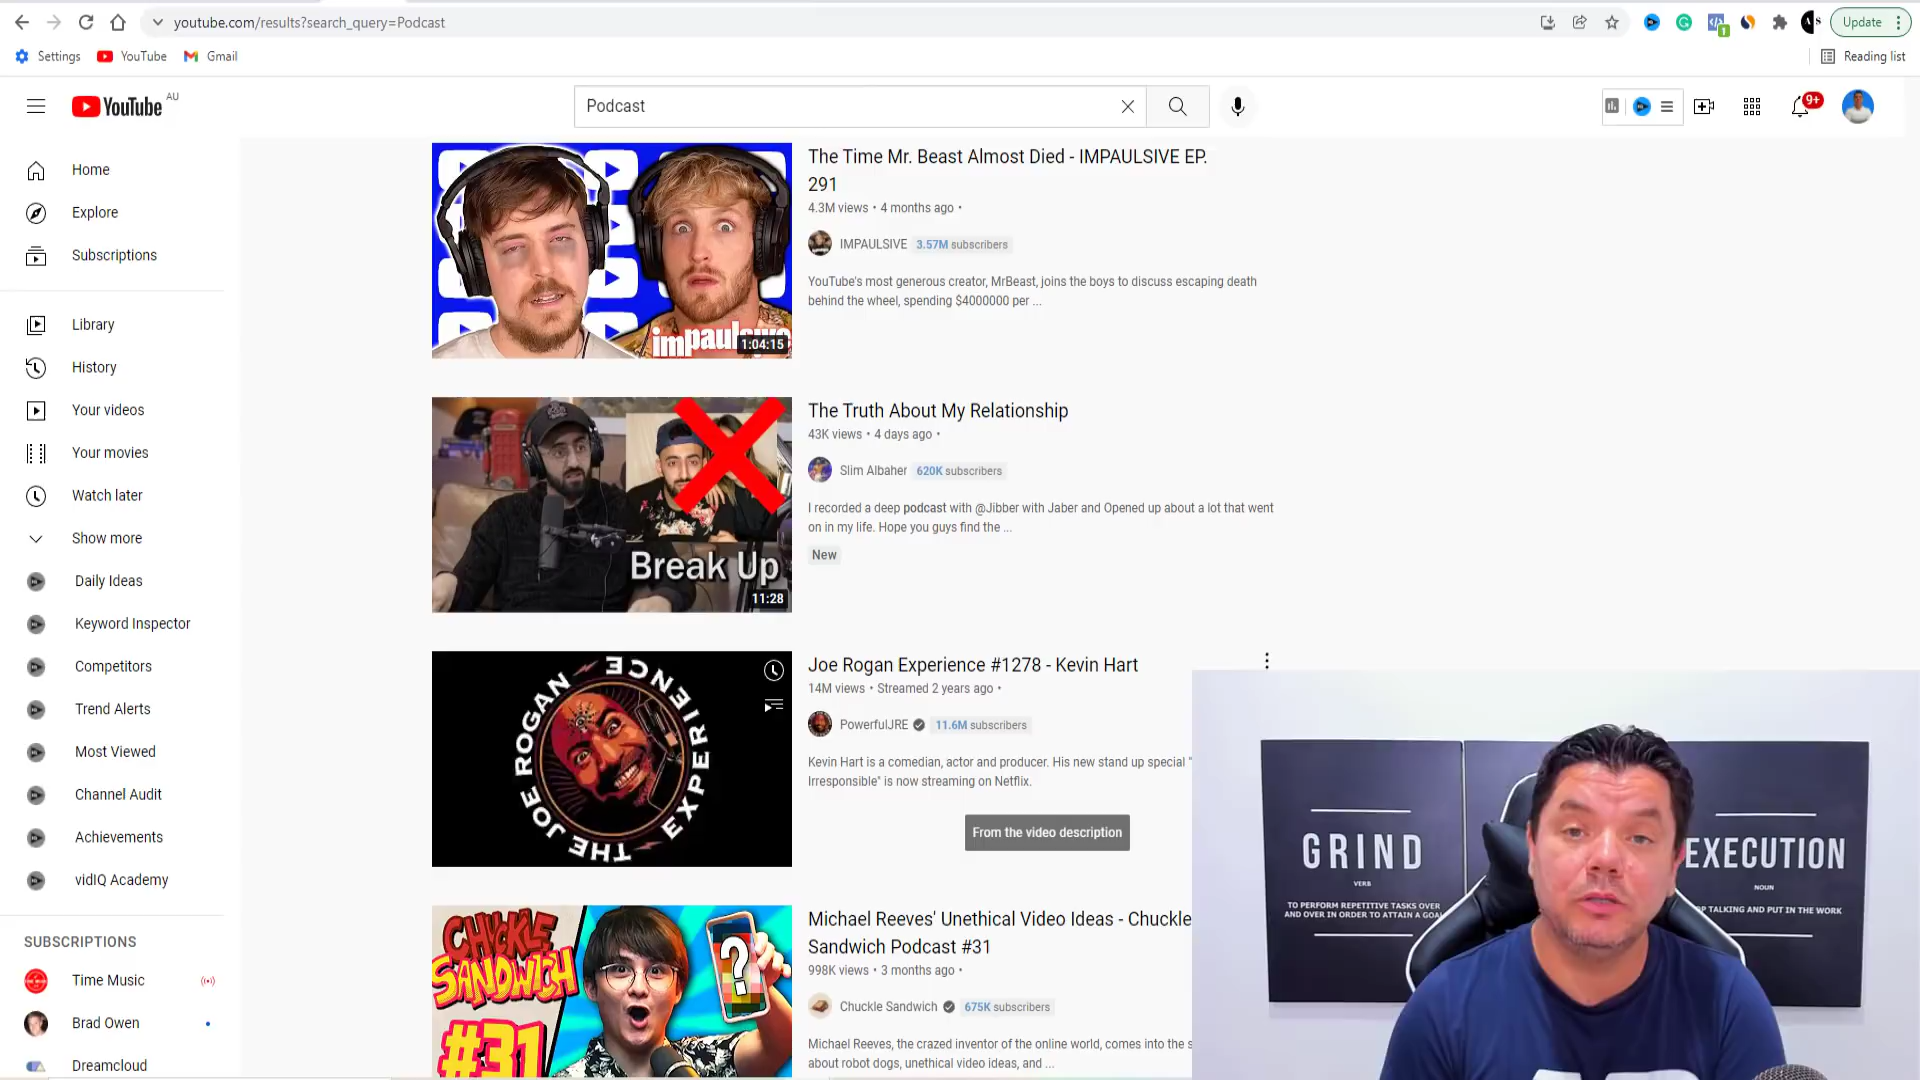 youtube.com/results?search_query=Podcast
Update
Settings
YouTube
Gmail
Reading list
YouTube AU
Podcast
9+
Home
Explore
Subscriptions
Library
History
Your videos
Your movies
Watch later
Show more
Daily Ideas
Keyword Inspector
Competitors
Trend Alerts
Most Viewed
Channel Audit
Achievements
vidIQ Academy
SUBSCRIPTIONS
Time Music
Brad Owen
Dreamcloud
1:04:15
The Time Mr. Beast Almost Died - IMPAULSIVE EP.
291
4.3M views • 4 months ago •
IMPAULSIVE 3.57M subscribers
YouTube's most generous creator, MrBeast, joins the boys to discuss escaping death
behind the wheel, spending $4000000 per ...
Break Up
11:28
The Truth About My Relationship
43K views • 4 days ago •
Slim Albaher 620K subscribers
I recorded a deep podcast with @Jibber with Jaber and Opened up about a lot that went
on in my life. Hope you guys find the ...
New
THE JOE ROGAN EXPERIENCE
Joe Rogan Experience #1278 - Kevin Hart
14M views • Streamed 2 years ago •
PowerfulJRE 11.6M subscribers
Kevin Hart is a comedian, actor and producer. His new stand up special "
Irresponsible" is now streaming on Netflix.
From the video description
CHUCKLE
SANDWICH
#31
?
Michael Reeves' Unethical Video Ideas - Chuckle
Sandwich Podcast #31
998K views • 3 months ago •
Chuckle Sandwich 675K subscribers
Michael Reeves, the crazed inventor of the online world, comes into the s
about robot dogs, unethical video ideas, and ...
GRIND
VERB
TO PERFORM REPETITIVE TASKS OVER
AND OVER IN ORDER TO ATTAIN A GOAL
EXECUTION
NOUN
TALKING AND PUT IN THE WORK